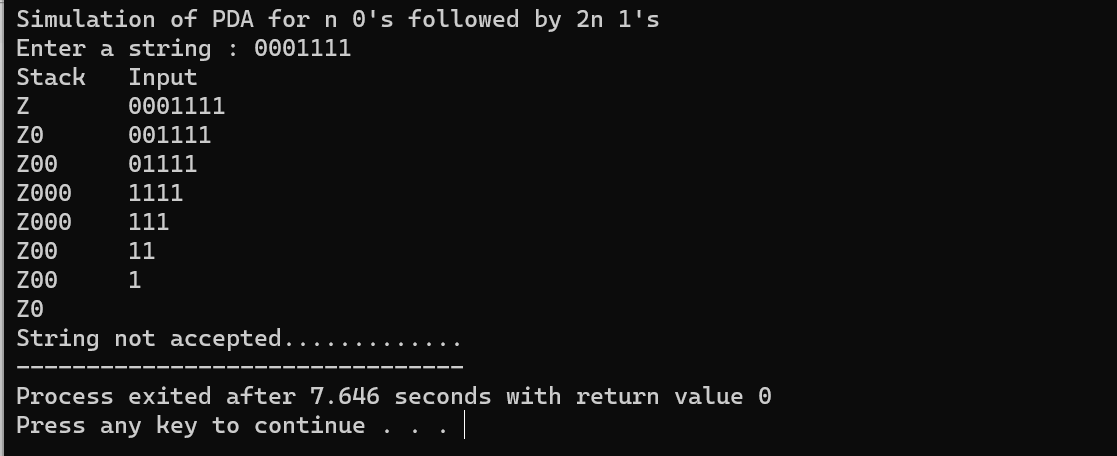 Simulation of PDA for n 0's followed by 2n 1's
Enter a string : 0001111
Stack   Input
Z       0001111
Z0      001111
Z00     01111
Z000    1111
Z000    111
Z00     11
Z00     1
Z0
String not accepted.............
--------------------------------
Process exited after 7.646 seconds with return value 0
Press any key to continue . . .